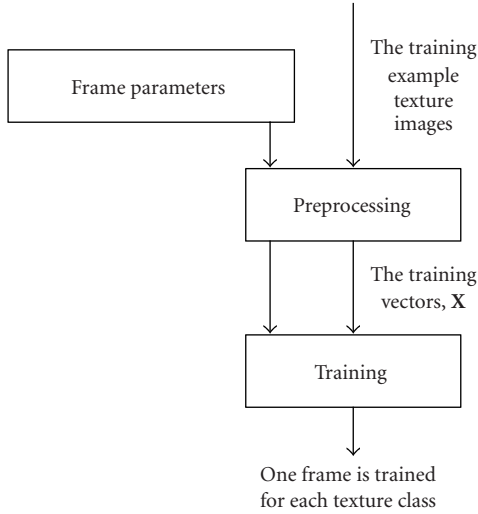 The training
example
texture
images
Frame parameters
Preprocessing
The training
vectors, X
Training
One frame is trained
for each texture class